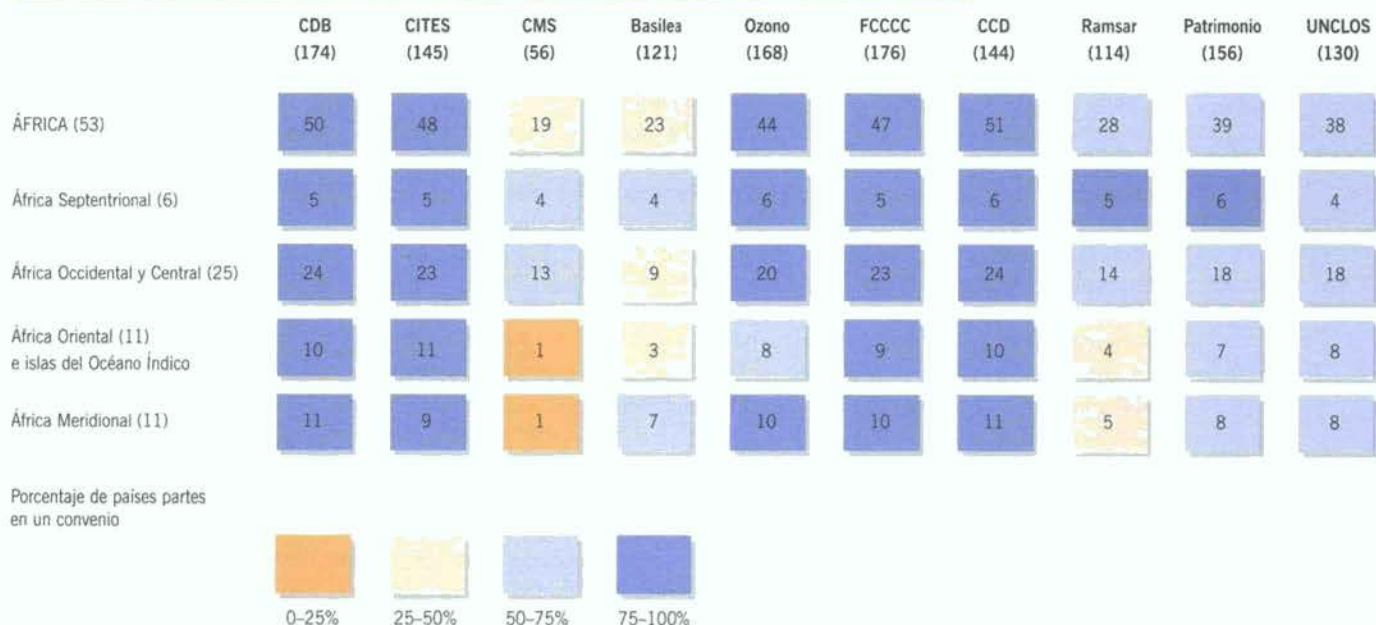 CDB CITES CMS Basilea Ozono FCCCC CCD Ramsar Patrimonio UNCLOS
(174) (145) (56) (121) (168) (176) (144) (114) (156) (130)
ÁFRICA (53) 50 48 19 23 44 47 51 28 39 38
África Septentrional (6) 5 5 4 4 6 5 6 5 6 4
África Occidental y Central (25) 24 23 13 9 20 23 24 14 18 18
África Oriental (11)
e islas del Océano Índico 10 11 1 3 8 9 10 4 7 8
África Meridional (11) 11 9 1 7 10 10 11 5 8 8
Porcentaje de países partes
en un convenio
0–25% 25–50% 50–75% 75–100%